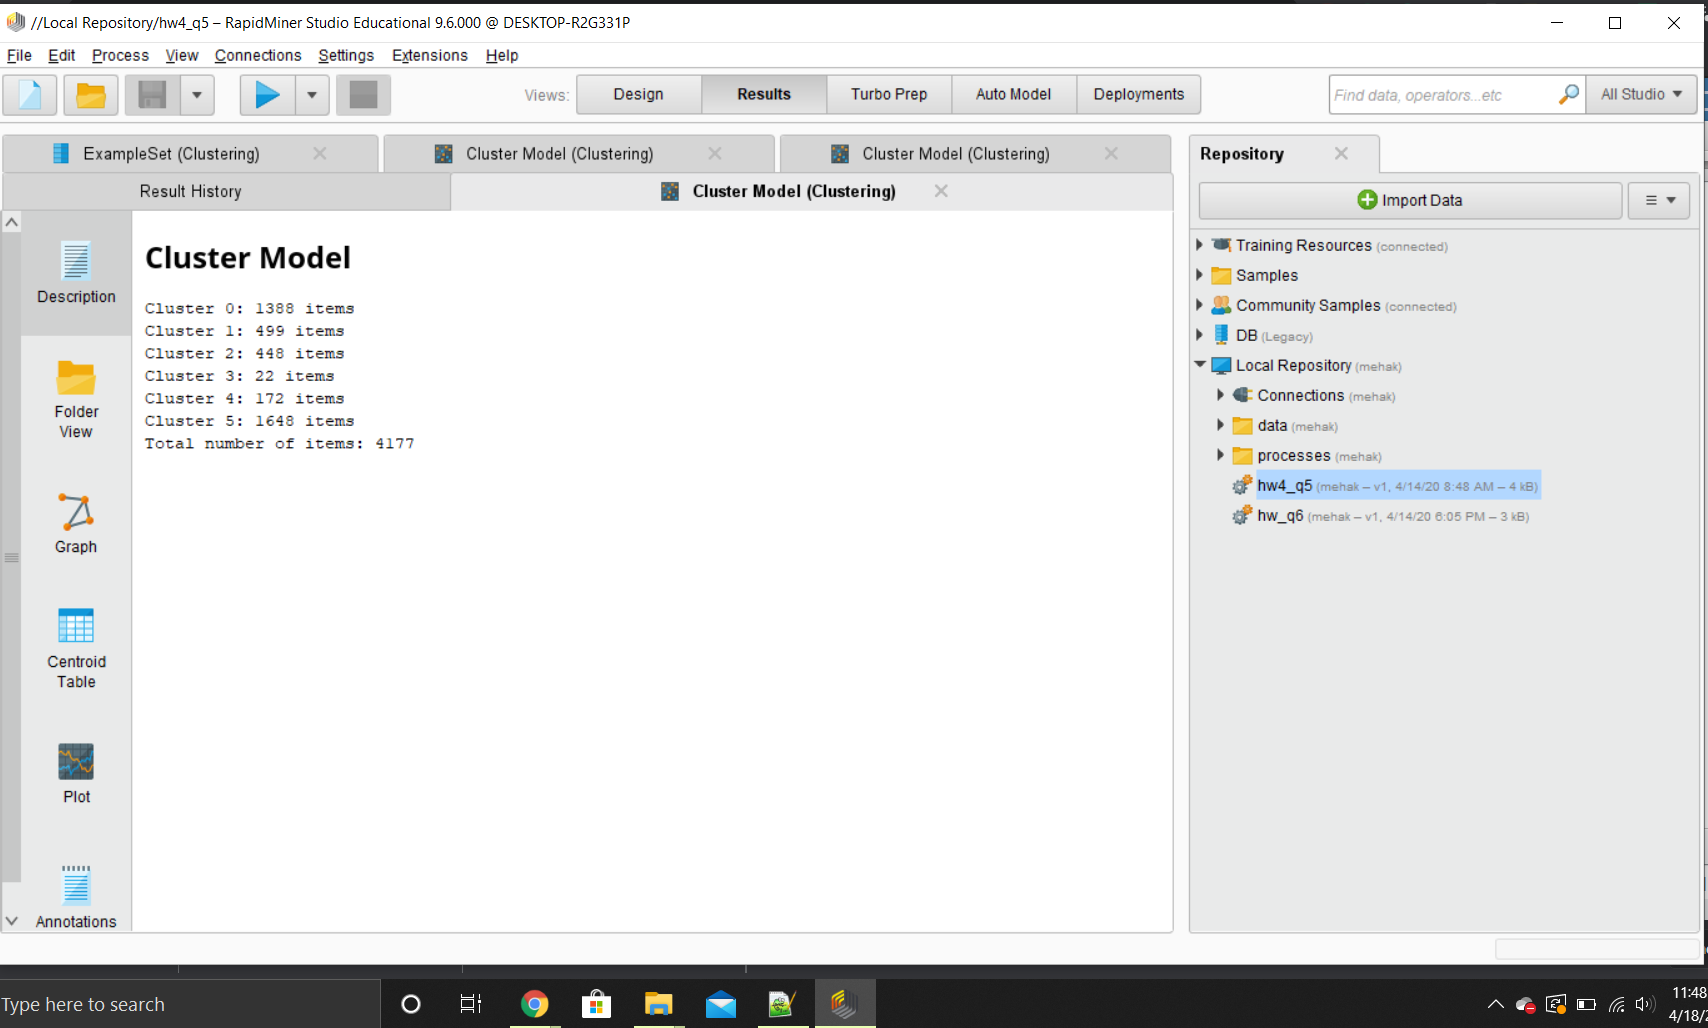 //Local Repository/hw4_q5 – RapidMiner Studio Educational 9.6.000 @ DESKTOP-R2G331P
File Edit Process View Connections Settings Extensions Help
Views: Design Results Turbo Prep Auto Model Deployments
Find data, operators...etc
All Studio
ExampleSet (Clustering)
Cluster Model (Clustering)
Cluster Model (Clustering)
Result History
Cluster Model (Clustering)
Description
Folder
View
Graph
Centroid
Table
Plot
Annotations
Cluster Model
Cluster 0: 1388 items
Cluster 1: 499 items
Cluster 2: 448 items
Cluster 3: 22 items
Cluster 4: 172 items
Cluster 5: 1648 items
Total number of items: 4177
Repository
Import Data
Training Resources (connected)
Samples
Community Samples (connected)
DB (Legacy)
Local Repository (mehak)
Connections (mehak)
data (mehak)
processes (mehak)
hw4_q5 (mehak – v1, 4/14/20 8:48 AM – 4 kB)
hw_q6 (mehak – v1, 4/14/20 6:05 PM – 3 kB)
Type here to search
11:48
4/18/